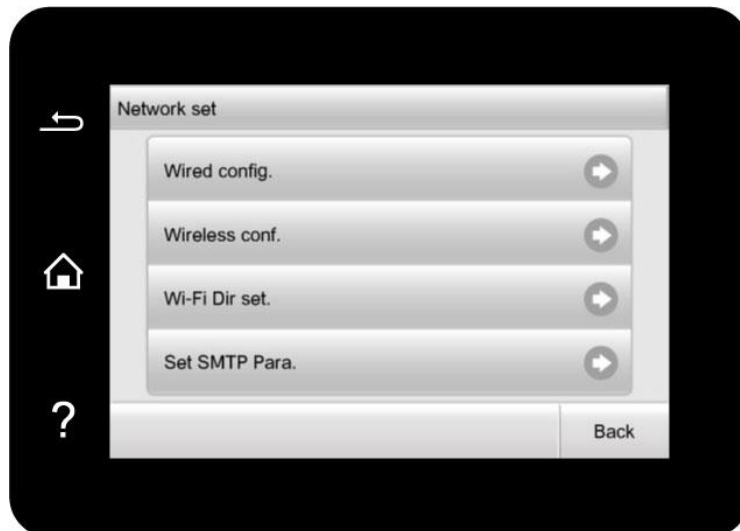 Network set
Wired config.
Wireless conf.
Wi-Fi Dir set.
Set SMTP Para.
?
Back